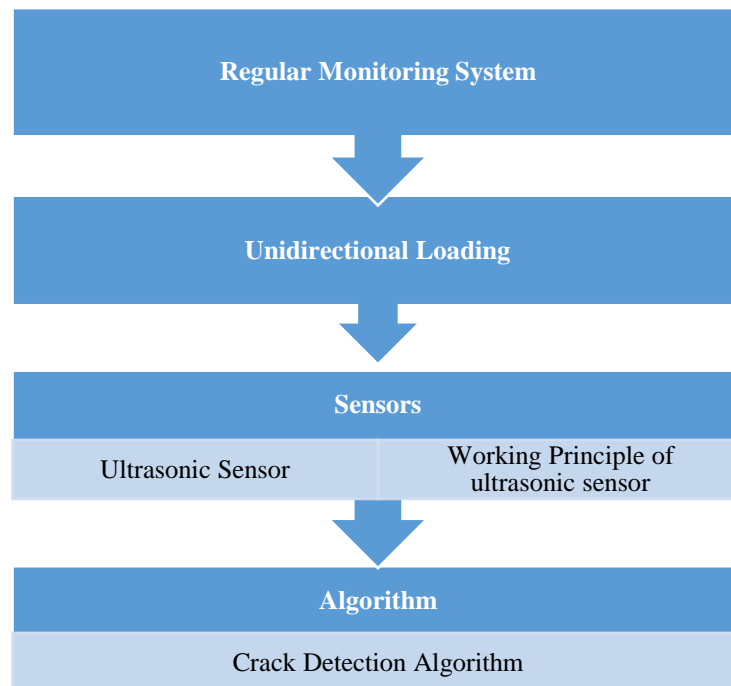 Regular Monitoring System
Unidirectional Loading
Sensors
Ultrasonic Sensor
Working Principle of
ultrasonic sensor
Algorithm
Crack Detection Algorithm